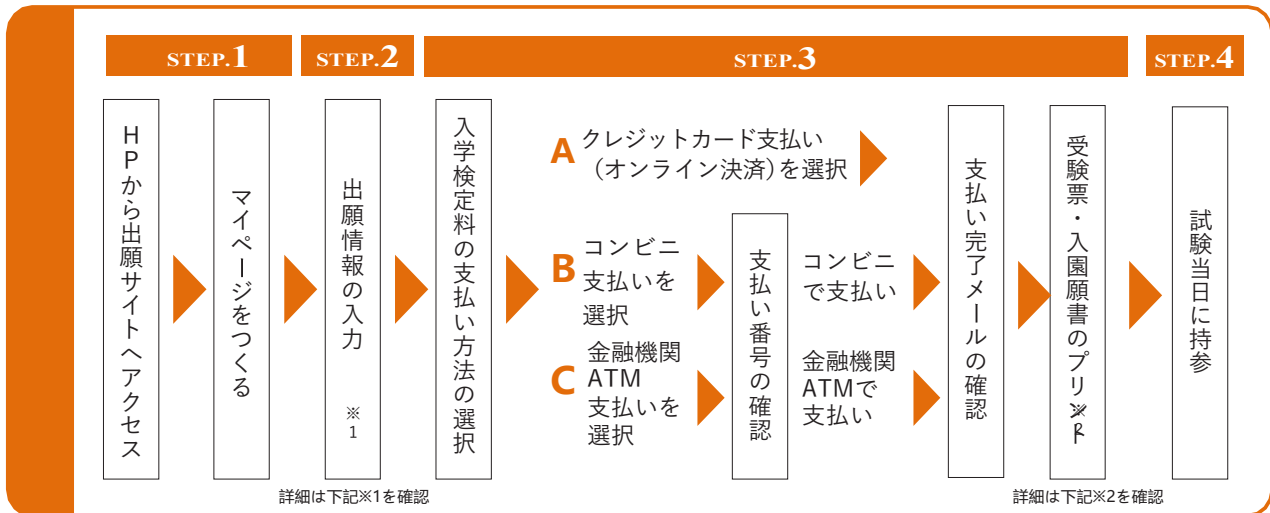 STEP.1
HPから出願サイトへアクセス
マイページをつくる
STEP.2
出願情報の入力
※1
詳細は下記※1を確認
STEP.3
入学検定料の支払い方法の選択
A クレジットカード支払い
(オンライン決済)を選択
B コンビニ
支払いを
選択
C 金融機関
ATM
支払いを
選択
支払い番号の確認
コンビニ
で支払い
金融機関
ATMで
支払い
支払い完了メールの確認
受験票・入園願書のプリ
詳細は下記※2を確認
STEP.4
試験当日に持参